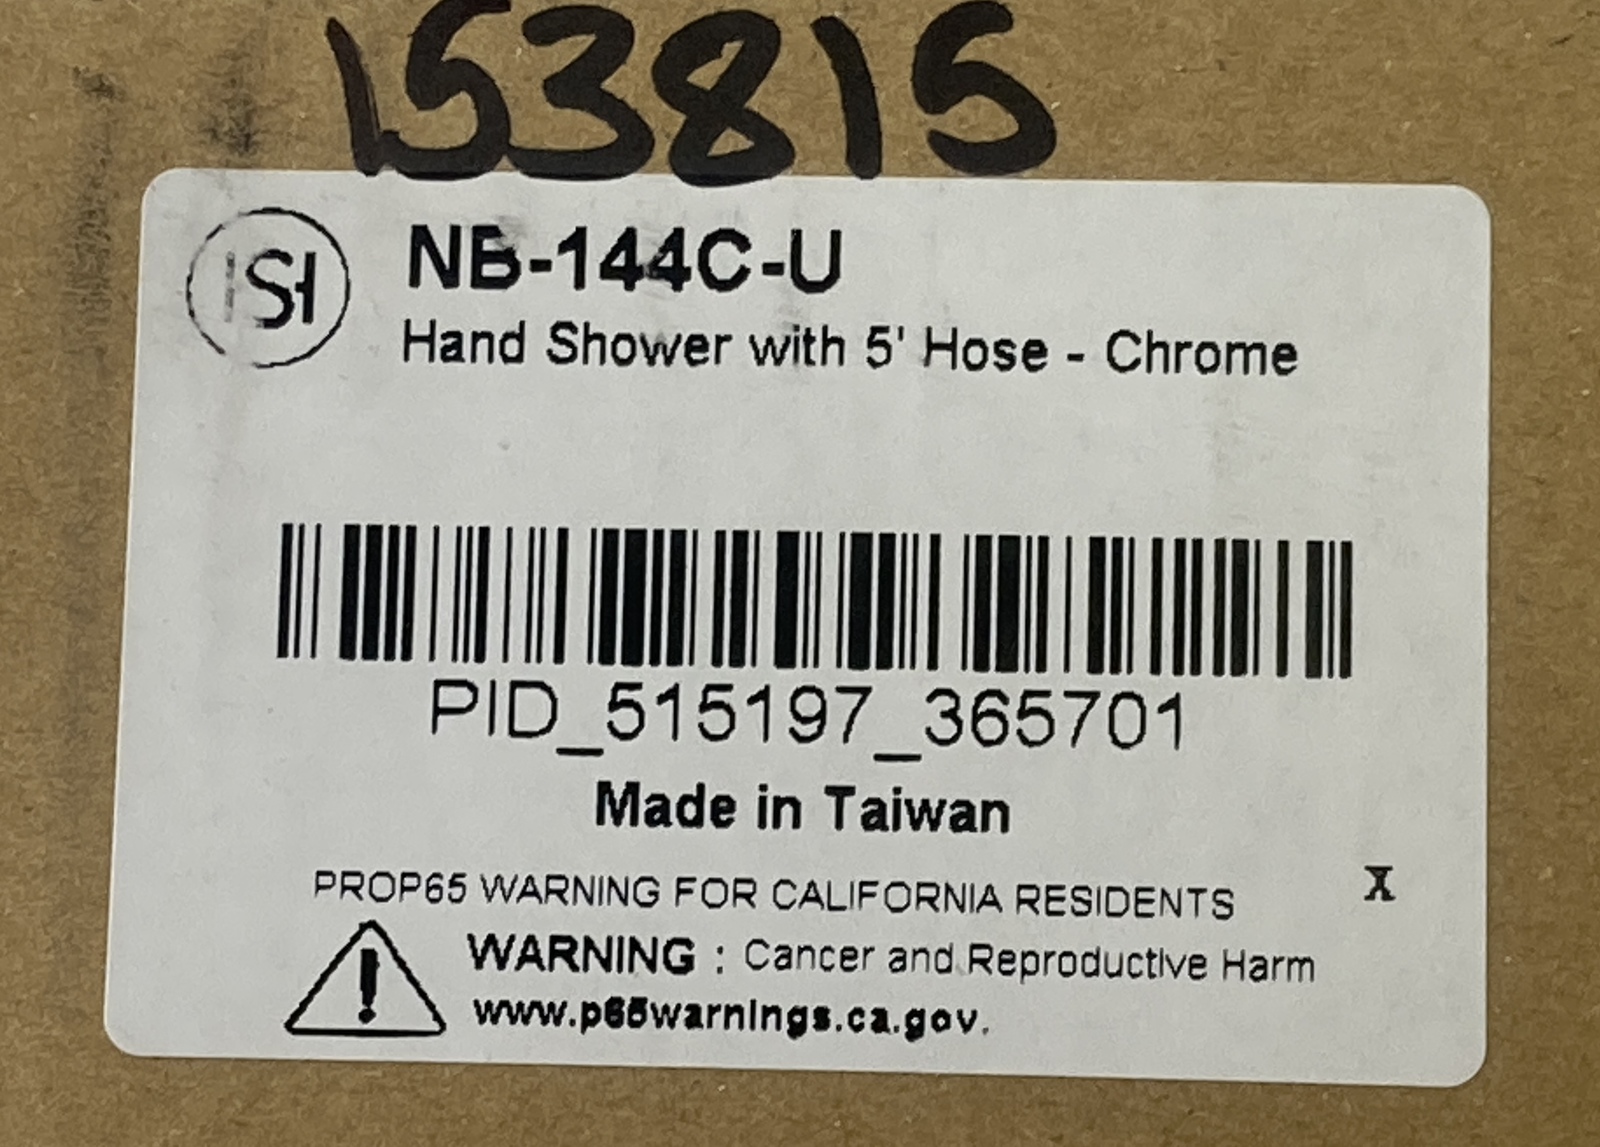 153815
ISH
NB-144C-U
Hand Shower with 5' Hose - Chrome
PID_515197_365701
Made in Taiwan
PROP65 WARNING FOR CALIFORNIA RESIDENTS
X
WARNING : Cancer and Reproductive Harm
www.p65warnings.ca.gov.